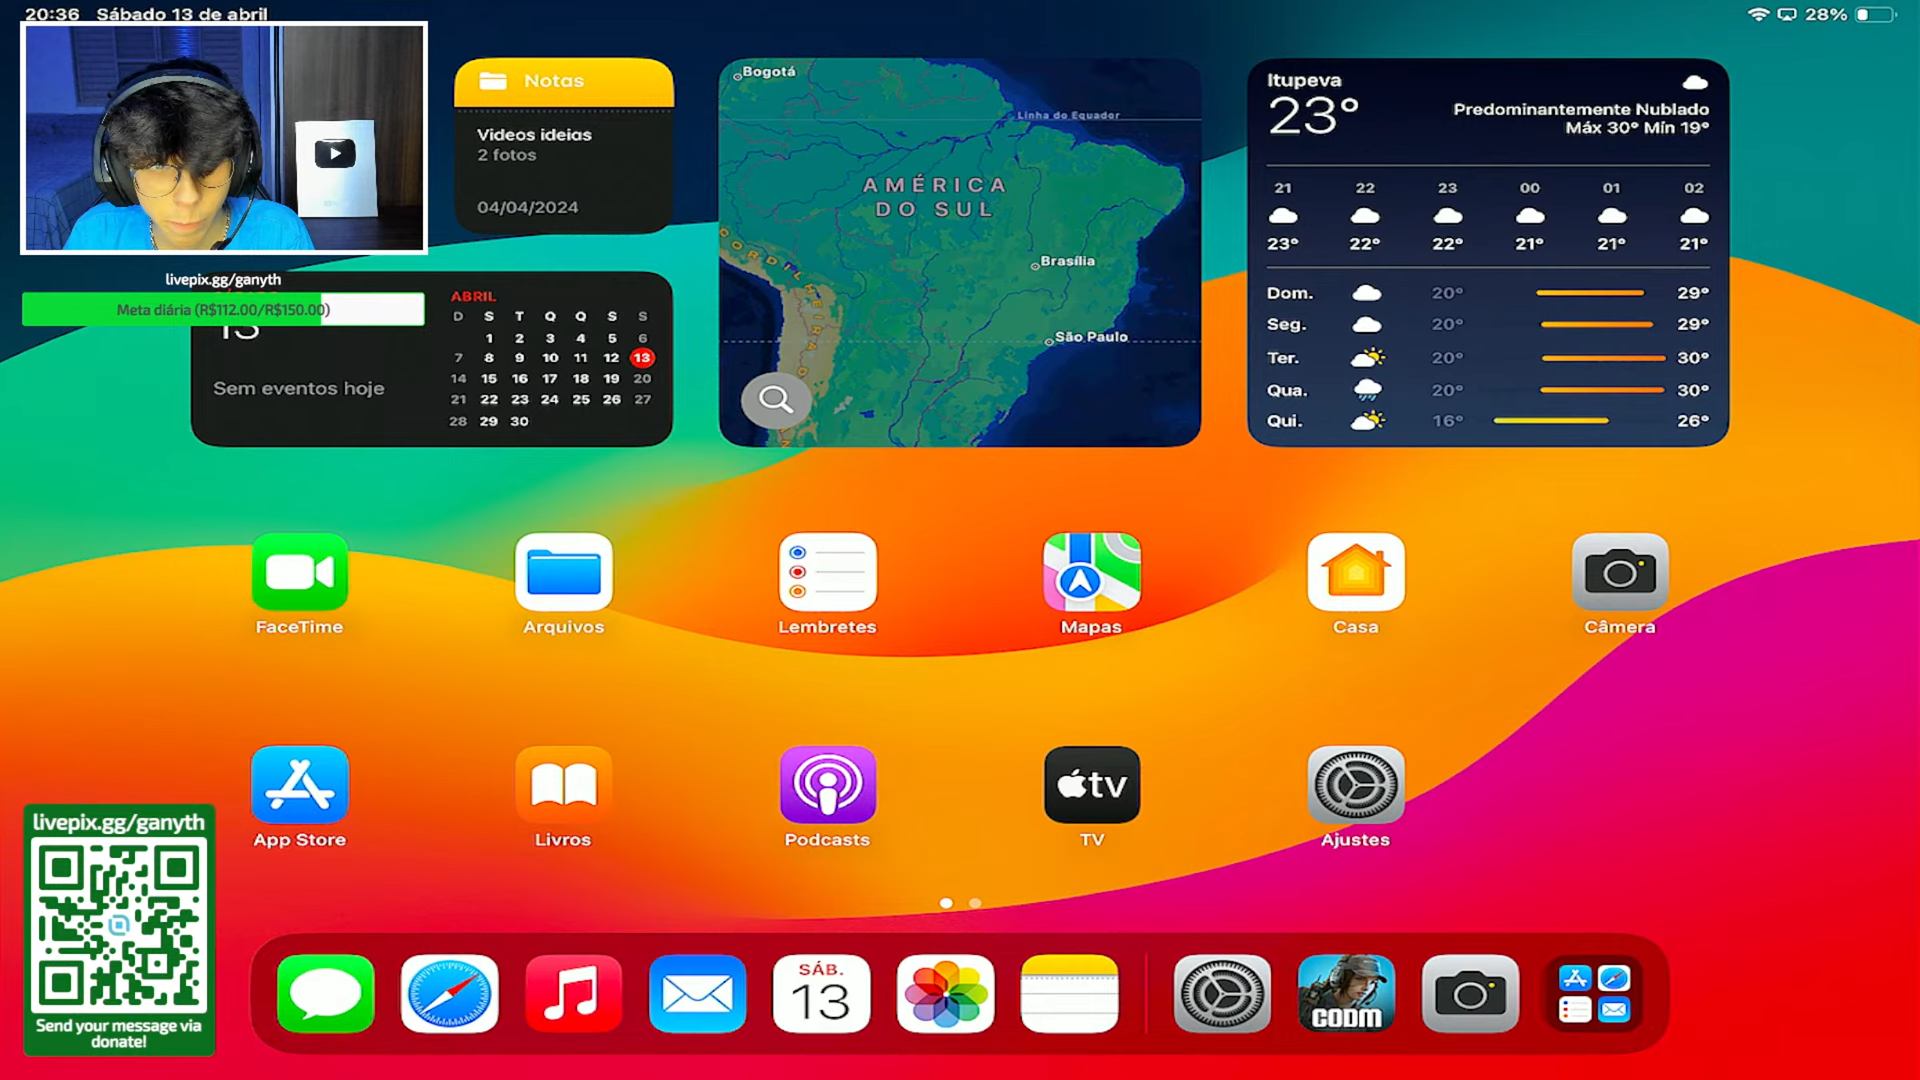 20:36 Sábado 13 de abril
28%
livepix.gg/ganyth
Meta diária (R$112.00/R$150.00)
Notas
Videos ideias
2 fotos
04/04/2024
13
Sem eventos hoje
ABRIL
D S T Q Q S S
1 2 3 4 5 6
7 8 9 10 11 12 13
14 15 16 17 18 19 20
21 22 23 24 25 26 27
28 29 30
Bogotá
Linha do Equador
AMÉRICA
DO SUL
CORDILHEIRA
Brasília
São Paulo
Itupeva
23°
Predominantemente Nublado
Máx 30° Mín 19°
21 22 23 00 01 02
23° 22° 22° 21° 21° 21°
Dom. 20° 29°
Seg. 20° 29°
Ter. 20° 30°
Qua. 20° 30°
Qui. 16° 26°
FaceTime
Arquivos
Lembretes
Mapas
Casa
Câmera
App Store
Livros
Podcasts
tv
TV
Ajustes
livepix.gg/ganyth
Send your message via
donate!
SÁB.
13
CODM